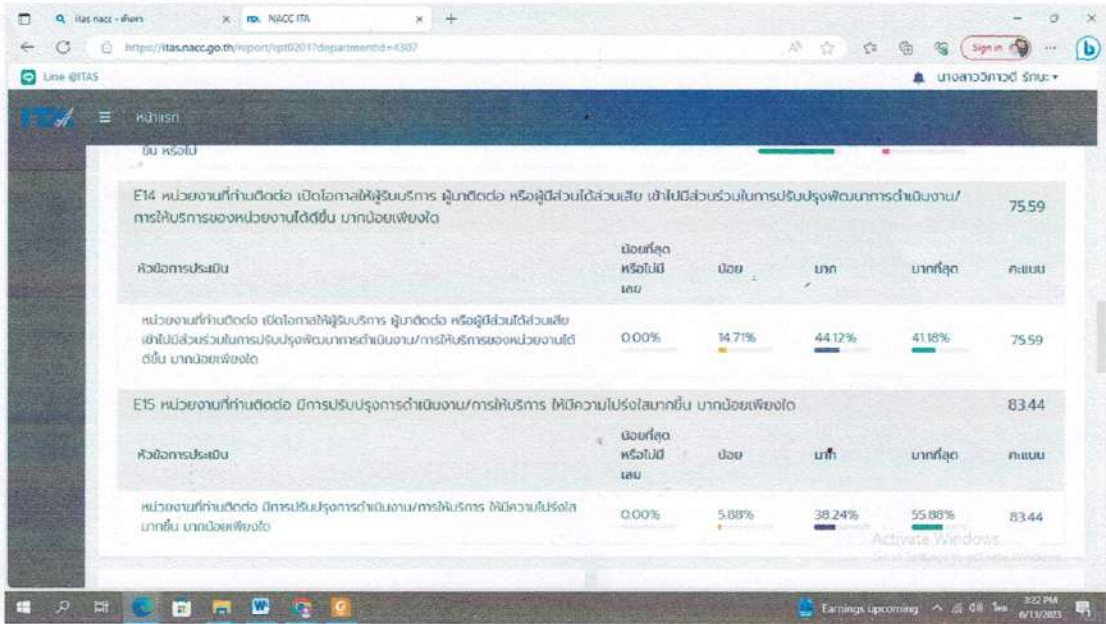 itas nacc - ค้นหา
NACC ITA
https://itas.nacc.go.th/report/rpt0201?departmentid=4307
Sign in
Line @ITAS
ITA
หน้าแรก
ขึ้น หรือไม่
E14 หน่วยงานที่ท่านติดต่อ เปิดโอกาสให้ผู้รับบริการ ผู้มาติดต่อ หรือผู้มีส่วนได้ส่วนเสีย เข้าไปมีส่วนร่วมในการปรับปรุงพัฒนาการดำเนินงาน/
การให้บริการของหน่วยงานได้ดีขึ้น มากน้อยเพียงใด
75.59
หัวข้อการประเมิน
น้อยที่สุด
หรือไม่มี
เลย
น้อย
มาก
มากที่สุด
คะแนน
หน่วยงานที่ท่านติดต่อ เปิดโอกาสให้ผู้รับบริการ ผู้มาติดต่อ หรือผู้มีส่วนได้ส่วนเสีย
เข้าไปมีส่วนร่วมในการปรับปรุงพัฒนาการดำเนินงาน/การให้บริการของหน่วยงานได้
ดีขึ้น มากน้อยเพียงใด
0.00%
14.71%
44.12%
41.18%
75.59
E15 หน่วยงานที่ท่านติดต่อ มีการปรับปรุงการดำเนินงาน/การให้บริการ ให้มีความโปร่งใสมากขึ้น มากน้อยเพียงใด
83.44
หัวข้อการประเมิน
น้อยที่สุด
หรือไม่มี
เลย
น้อย
มาก
มากที่สุด
คะแนน
หน่วยงานที่ท่านติดต่อ มีการปรับปรุงการดำเนินงาน/การให้บริการ ให้มีความโปร่งใส
มากขึ้น มากน้อยเพียงใด
0.00%
5.88%
38.24%
55.88%
83.44
Activate Windows
Go to Settings to activate Windows.
Earnings upcoming
ไทย
3:22 PM
6/13/2023